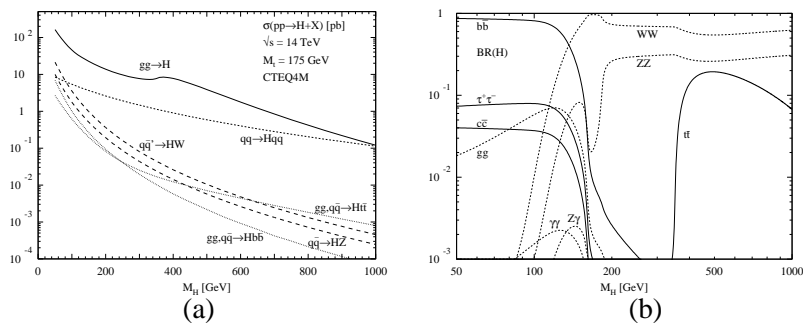 σ(pp→H+X) [pb]
√s = 14 TeV
M_t = 175 GeV
CTEQ4M
gg→H
qq→Hqq
qq̄'→HW
gg,qq̄→Htt̄
gg,qq̄→Hbb̄
qq̄→HZ
10^2
10
1
10^-1
10^-2
10^-3
10^-4
0 200 400 600 800 1000
M_H [GeV]
(a)
BR(H)
bb̄
WW
ZZ
τ^+τ^-
cc̄
gg
tt̄
γγ
Zγ
1
10^-1
10^-2
10^-3
50 100 200 500 1000
M_H [GeV]
(b)